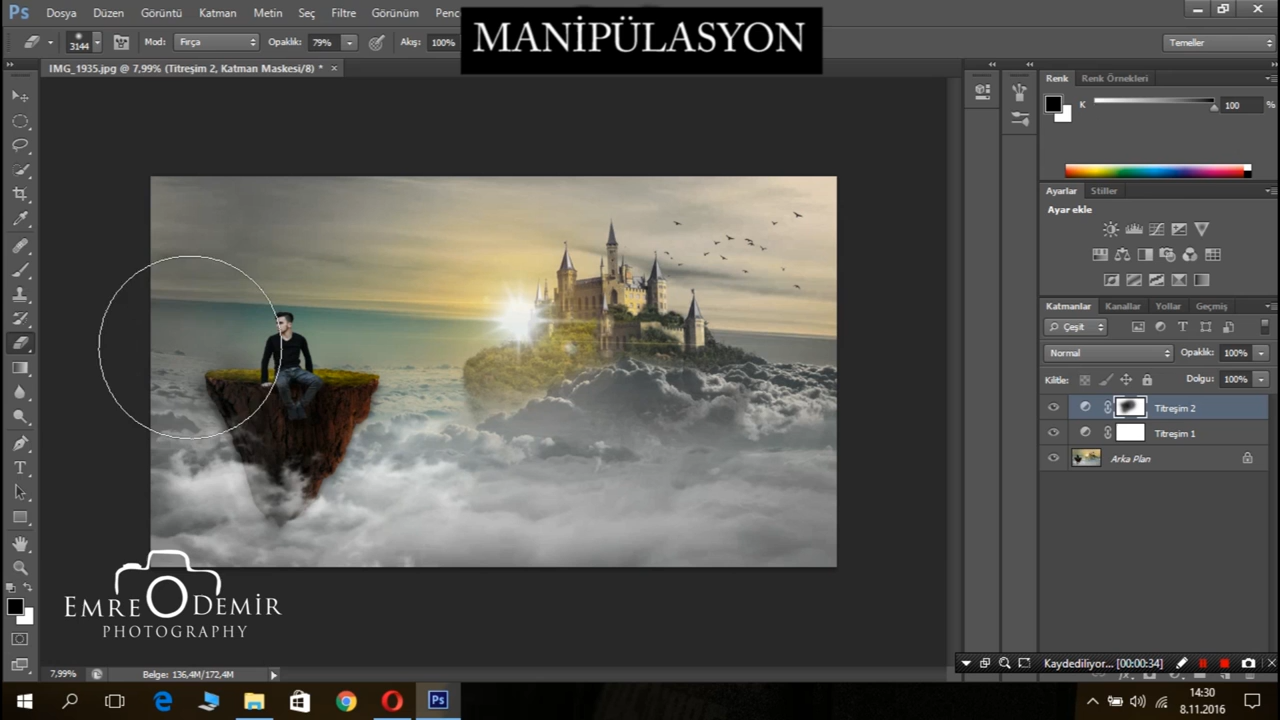 Ps Dosya Düzen Görüntü Katman Metin Seç Filtre Görünüm Penc
MANİPÜLASYON
3144 Mod: Fırça Opaklık: 79% Akış: 100% Temeller
IMG_1935.jpg @ 7,99% (Titreşim 2, Katman Maskesi/8) * ×
Renk Renk Örnekleri
K 100 %
Ayarlar Stiller
Ayar ekle
Katmanlar Kanallar Yollar Geçmiş
Çeşit
Normal Opaklık: 100%
Kilitle: Dolgu: 100%
Titreşim 2
Titreşim 1
Arka Plan
EMRE DEMİR
PHOTOGRAPHY
7,99% Belge: 136,4M/172,4M
Kaydediliyor... [00:00:34]
Ps
14:30
8.11.2016